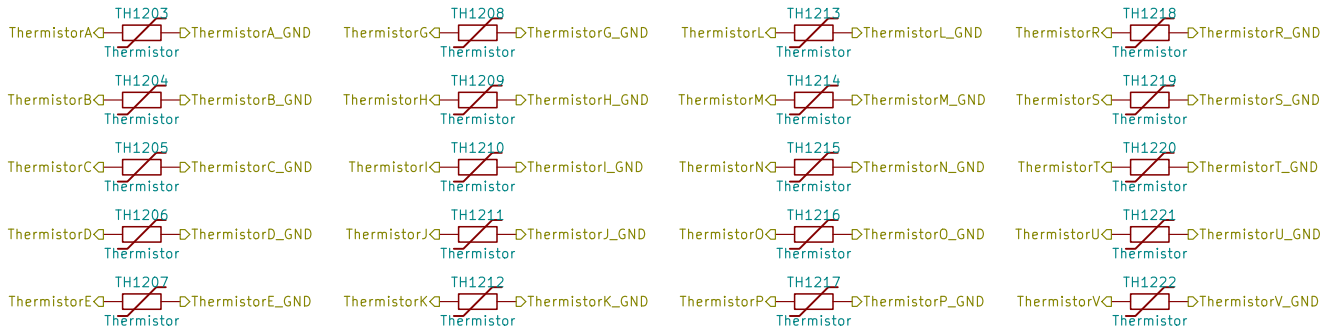 TH1203 TH1208 TH1213 TH1218
ThermistorA ThermistorA_GND ThermistorG ThermistorG_GND ThermistorL ThermistorL_GND ThermistorR ThermistorR_GND
Thermistor Thermistor Thermistor Thermistor
TH1204 TH1209 TH1214 TH1219
ThermistorB ThermistorB_GND ThermistorH ThermistorH_GND ThermistorM ThermistorM_GND ThermistorS ThermistorS_GND
Thermistor Thermistor Thermistor Thermistor
TH1205 TH1210 TH1215 TH1220
ThermistorC ThermistorC_GND ThermistorI ThermistorI_GND ThermistorN ThermistorN_GND ThermistorT ThermistorT_GND
Thermistor Thermistor Thermistor Thermistor
TH1206 TH1211 TH1216 TH1221
ThermistorD ThermistorD_GND ThermistorJ ThermistorJ_GND ThermistorO ThermistorO_GND ThermistorU ThermistorU_GND
Thermistor Thermistor Thermistor Thermistor
TH1207 TH1212 TH1217 TH1222
ThermistorE ThermistorE_GND ThermistorK ThermistorK_GND ThermistorP ThermistorP_GND ThermistorV ThermistorV_GND
Thermistor Thermistor Thermistor Thermistor